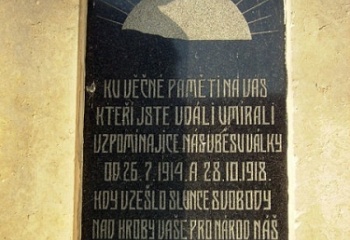 KU VĚČNÉ PAMĚTI NA VÁS
KTEŘÍ JSTE V DÁLI UMÍRALI
VZPOMÍNAJÍCE NÁS V BĚSU VÁLKY
OD 26. 7. 1914. A 28. 10. 1918.
KDY VZEŠLO SLUNCE SVOBODY
NAD HROBY VAŠE PRO NÁROD NÁŠ